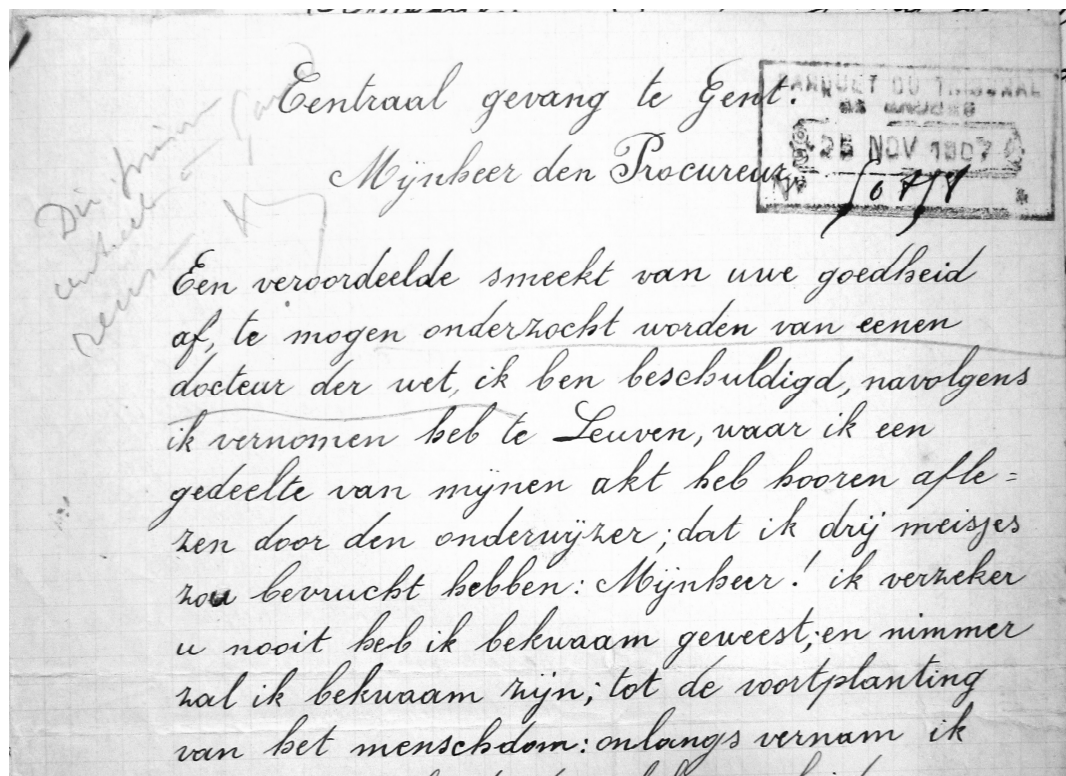 Centraal gevang te Gent.
PARQUET DU TRIBUNAL
25 NOV 1907
Mijnheer den Procureur,
Een veroordeelde smeekt van uwe goedheid
af, te mogen onderzocht worden van eenen
docteur der wet, ik ben beschuldigd, navolgens
ik vernomen heb te Leuven, waar ik een
gedeelte van mijnen akt heb hooren afle=
zen door den onderwijzer; dat ik drij meisjes
zou bevrucht hebben: Mijnheer! ik verzeker
u nooit heb ik bekwaam geweest; en nimmer
zal ik bekwaam zijn; tot de voortplanting
van het menschdom: onlangs vernam ik